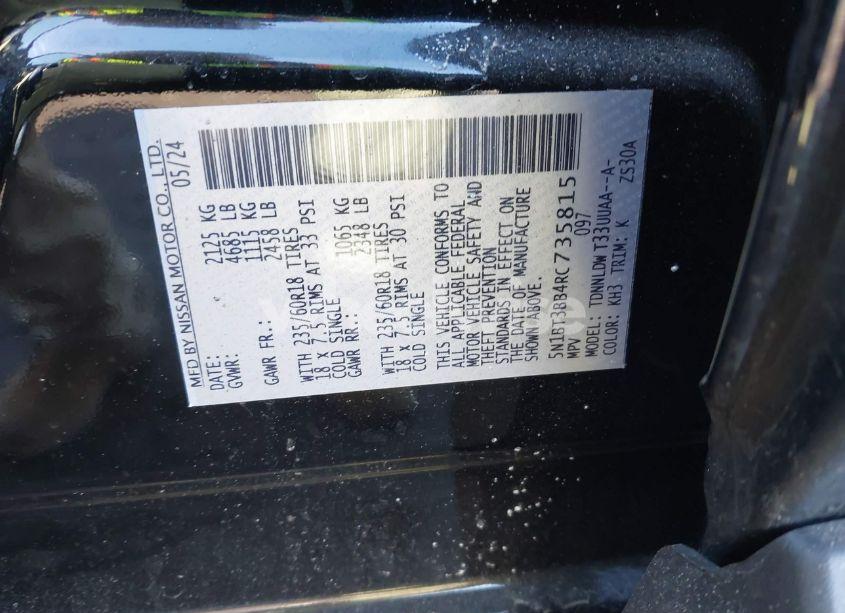 MFD BY NISSAN MOTOR CO., LTD.
DATE: 05/24
GVWR: 2125 KG
4685 LB
GAWR FR.: 1115 KG
2458 LB
WITH 235/60R18 TIRES
18 X 7.5 RIMS AT 33 PSI
COLD SINGLE
GAWR RR.: 1065 KG
2348 LB
WITH 235/60R18 TIRES
18 X 7.5 RIMS AT 30 PSI
COLD SINGLE
THIS VEHICLE CONFORMS TO
ALL APPLICABLE FEDERAL
MOTOR VEHICLE SAFETY AND
THEFT PREVENTION
STANDARDS IN EFFECT ON
THE DATE OF MANUFACTURE
SHOWN ABOVE.
5N1BT3BB4RC735815
MPV 097
MODEL: TDNNLDW T33UUAA--A-
COLOR: KH3 TRIM: K ZS30A